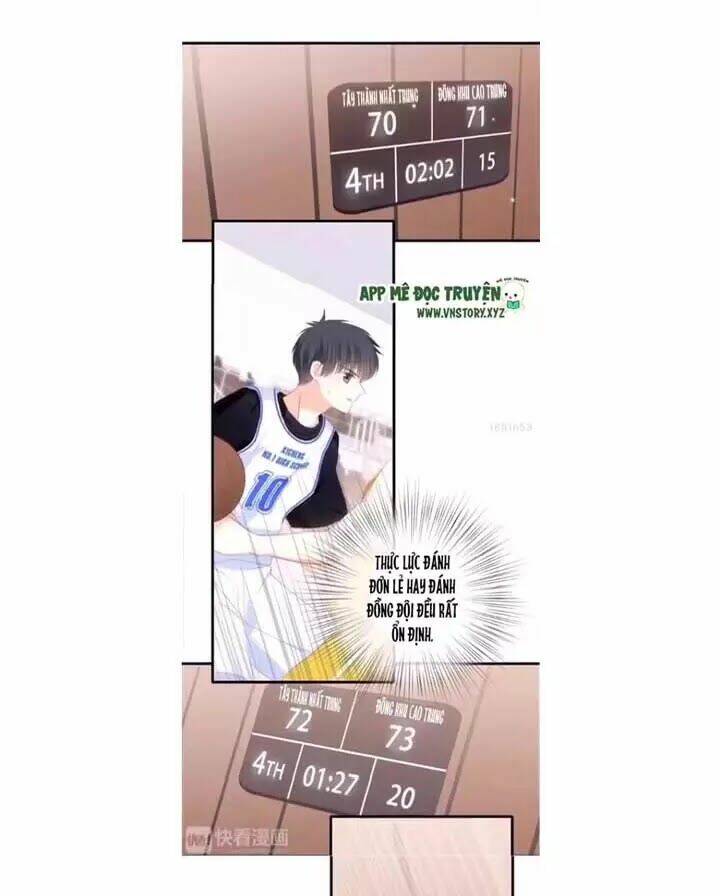 TÂY THÀNH NHẤT TRUNG
ĐÔNG KHU CAO TRUNG
70
71
4TH
02:02
15
MÊ ĐỌC TRUYỆN
APP MÊ ĐỌC TRUYỆN
WWW.VNSTORY.XYZ
XICHENG
NO.1 HIGH SCHOOL
10
THỰC LỰC ĐÁNH
ĐƠN LẺ HAY ĐÁNH
ĐỒNG ĐỘI ĐỀU RẤT
ỔN ĐỊNH.
TÂY THÀNH NHẤT TRUNG
ĐÔNG KHU CAO TRUNG
72
73
4TH
01:27
20
快看漫画